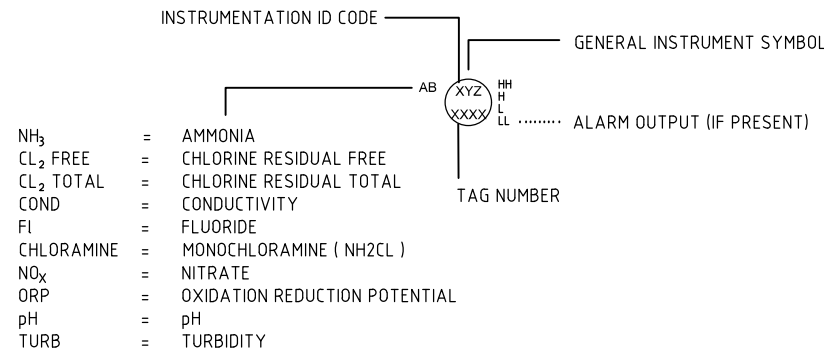 INSTRUMENTATION ID CODE
GENERAL INSTRUMENT SYMBOL
AB
XYZ
XXXX
HH
H
L
LL
ALARM OUTPUT (IF PRESENT)
TAG NUMBER
NH₃ = AMMONIA
CL₂ FREE = CHLORINE RESIDUAL FREE
CL₂ TOTAL = CHLORINE RESIDUAL TOTAL
COND = CONDUCTIVITY
Fl = FLUORIDE
CHLORAMINE = MONOCHLORAMINE ( NH2CL )
NOX = NITRATE
ORP = OXIDATION REDUCTION POTENTIAL
pH = pH
TURB = TURBIDITY